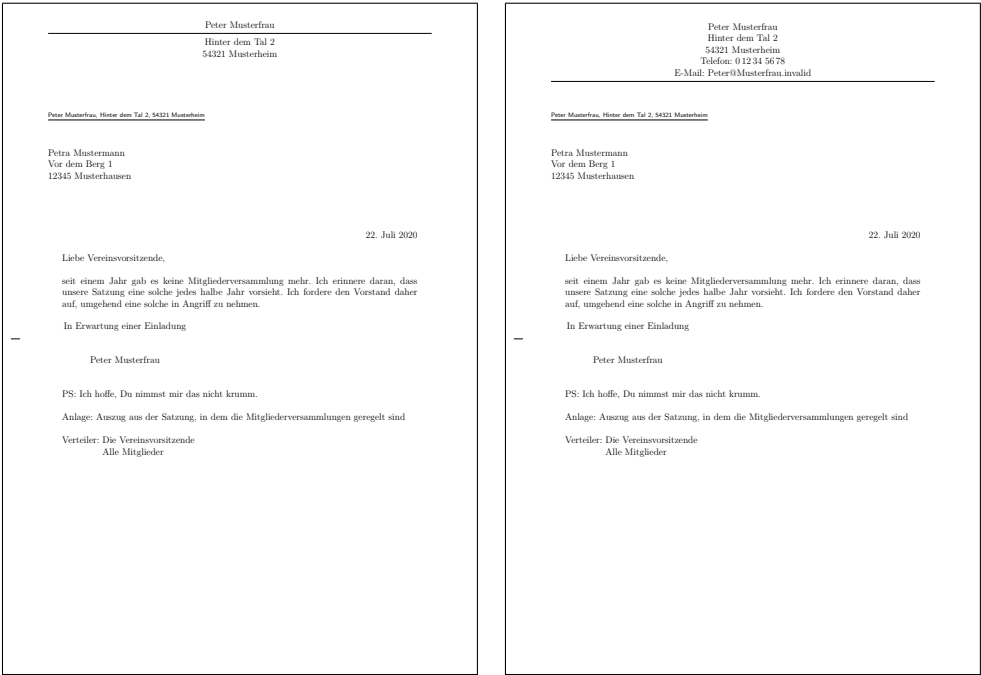 Peter Musterfrau
Hinter dem Tal 2
54321 Musterheim
Peter Musterfrau, Hinter dem Tal 2, 54321 Musterheim
Petra Mustermann
Vor dem Berg 1
12345 Musterhausen
22. Juli 2020
Liebe Vereinsvorsitzende,
seit einem Jahr gab es keine Mitgliederversammlung mehr. Ich erinnere daran, dass
unsere Satzung eine solche jedes halbe Jahr vorsieht. Ich fordere den Vorstand daher
auf, umgehend eine solche in Angriff zu nehmen.
In Erwartung einer Einladung
Peter Musterfrau
PS: Ich hoffe, Du nimmst mir das nicht krumm.
Anlage: Auszug aus der Satzung, in dem die Mitgliederversammlungen geregelt sind
Verteiler: Die Vereinsvorsitzende
Alle Mitglieder
Peter Musterfrau
Hinter dem Tal 2
54321 Musterheim
Telefon: 0 12 34 56 78
E-Mail: Peter@Musterfrau.invalid
Peter Musterfrau, Hinter dem Tal 2, 54321 Musterheim
Petra Mustermann
Vor dem Berg 1
12345 Musterhausen
22. Juli 2020
Liebe Vereinsvorsitzende,
seit einem Jahr gab es keine Mitgliederversammlung mehr. Ich erinnere daran, dass
unsere Satzung eine solche jedes halbe Jahr vorsieht. Ich fordere den Vorstand daher
auf, umgehend eine solche in Angriff zu nehmen.
In Erwartung einer Einladung
Peter Musterfrau
PS: Ich hoffe, Du nimmst mir das nicht krumm.
Anlage: Auszug aus der Satzung, in dem die Mitgliederversammlungen geregelt sind
Verteiler: Die Vereinsvorsitzende
Alle Mitglieder